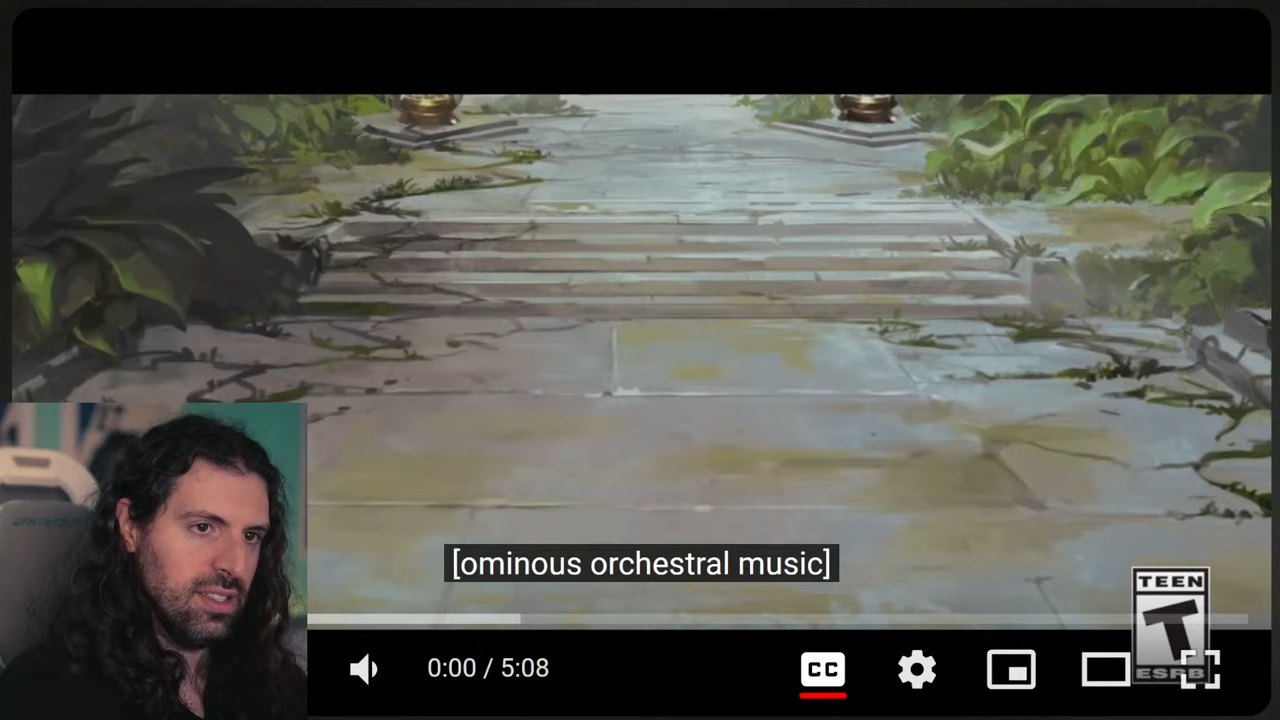 [ominous orchestral music]
TEEN
T
ESRB
0:00 / 5:08
CC